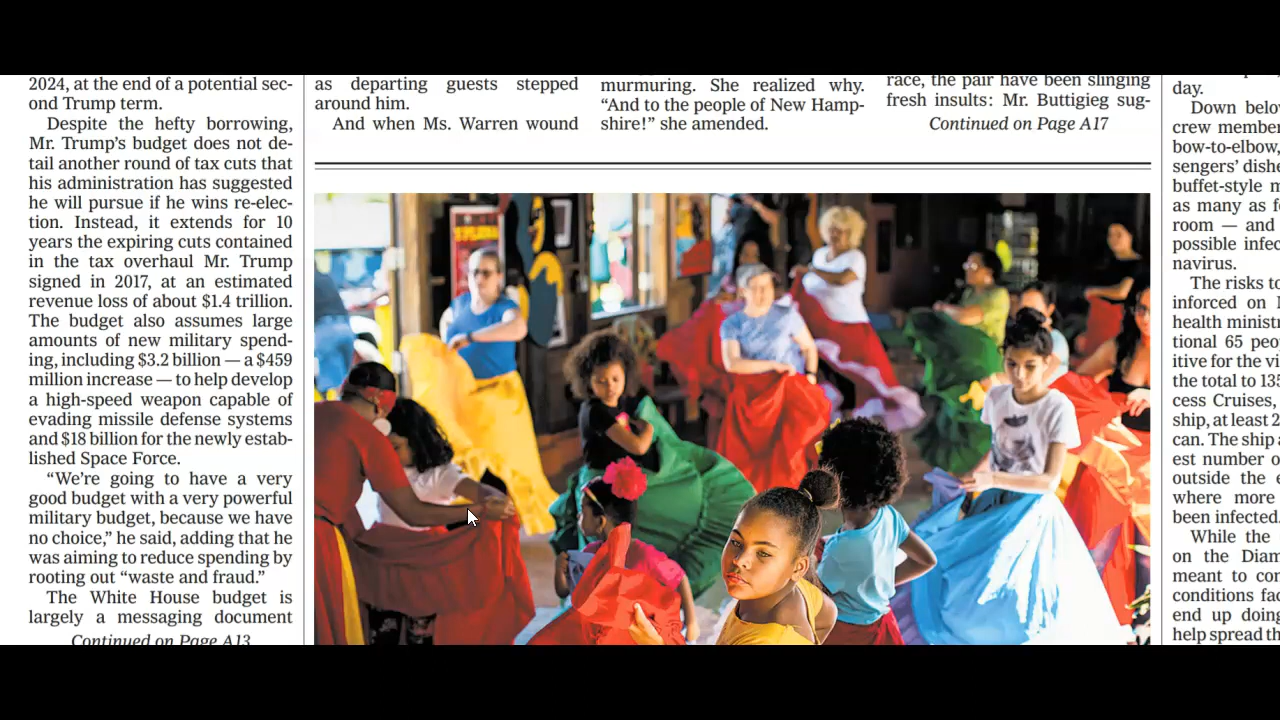 2024, at the end of a potential sec-
ond Trump term.
Despite the hefty borrowing,
Mr. Trump's budget does not de-
tail another round of tax cuts that
his administration has suggested
he will pursue if he wins re-elec-
tion. Instead, it extends for 10
years the expiring cuts contained
in the tax overhaul Mr. Trump
signed in 2017, at an estimated
revenue loss of about $1.4 trillion.
The budget also assumes large
amounts of new military spend-
ing, including $3.2 billion — a $459
million increase — to help develop
a high-speed weapon capable of
evading missile defense systems
and $18 billion for the newly estab-
lished Space Force.
“We're going to have a very
good budget with a very powerful
military budget, because we have
no choice,” he said, adding that he
was aiming to reduce spending by
rooting out “waste and fraud.”
The White House budget is
largely a messaging document
Continued on Page A13
as departing guests stepped
around him.
And when Ms. Warren wound
murmuring. She realized why.
“And to the people of New Hamp-
shire!” she amended.
race, the pair have been slinging
fresh insults: Mr. Buttigieg sug-
Continued on Page A17
day.
Down belo
crew member
bow-to-elbow,
sengers' dishe
buffet-style m
as many as f
room — and
possible infec
navirus.
The risks to
inforced on
health minist
tional 65 peo
itive for the vi
the total to 135
cess Cruises,
ship, at least 2
can. The ship
est number o
outside the
where more
been infected.
While the
on the Diam
meant to con
conditions fac
end up doing
help spread th